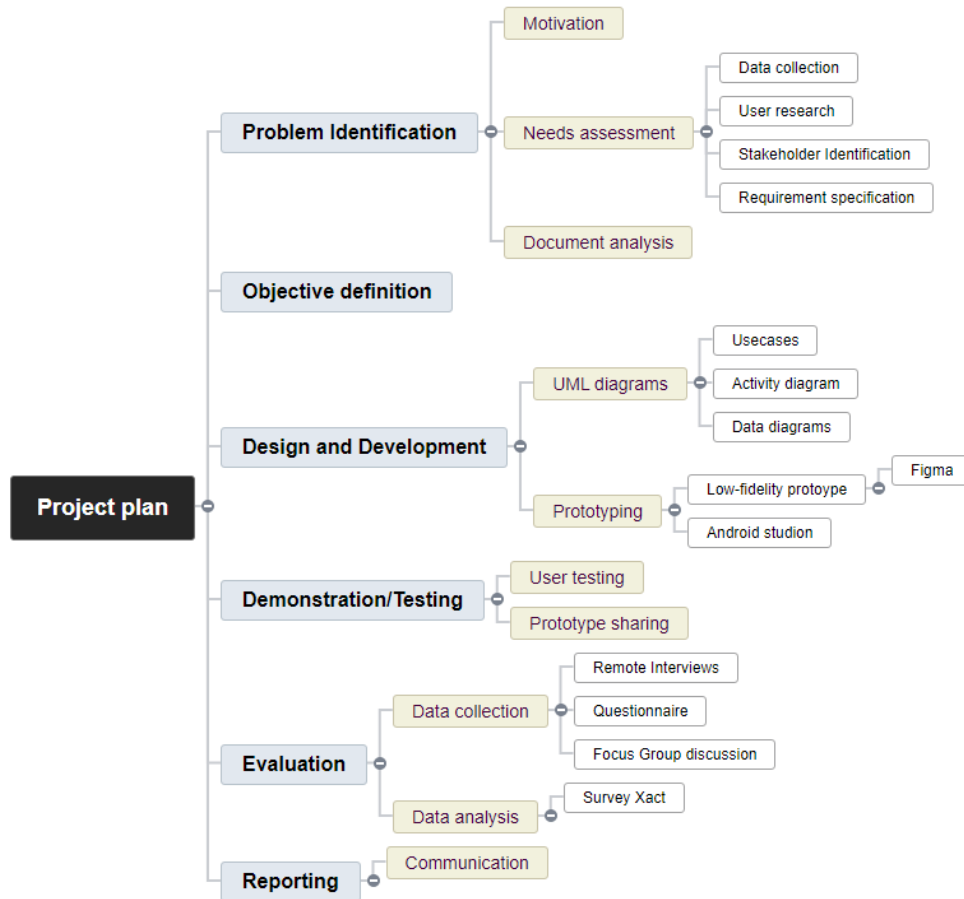 Project plan
Problem Identification
Motivation
Needs assessment
Data collection
User research
Stakeholder Identification
Requirement specification
Document analysis
Objective definition
Design and Development
UML diagrams
Usecases
Activity diagram
Data diagrams
Prototyping
Low-fidelity protoype
Figma
Android studion
Demonstration/Testing
User testing
Prototype sharing
Evaluation
Data collection
Remote Interviews
Questionnaire
Focus Group discussion
Data analysis
Survey Xact
Reporting
Communication